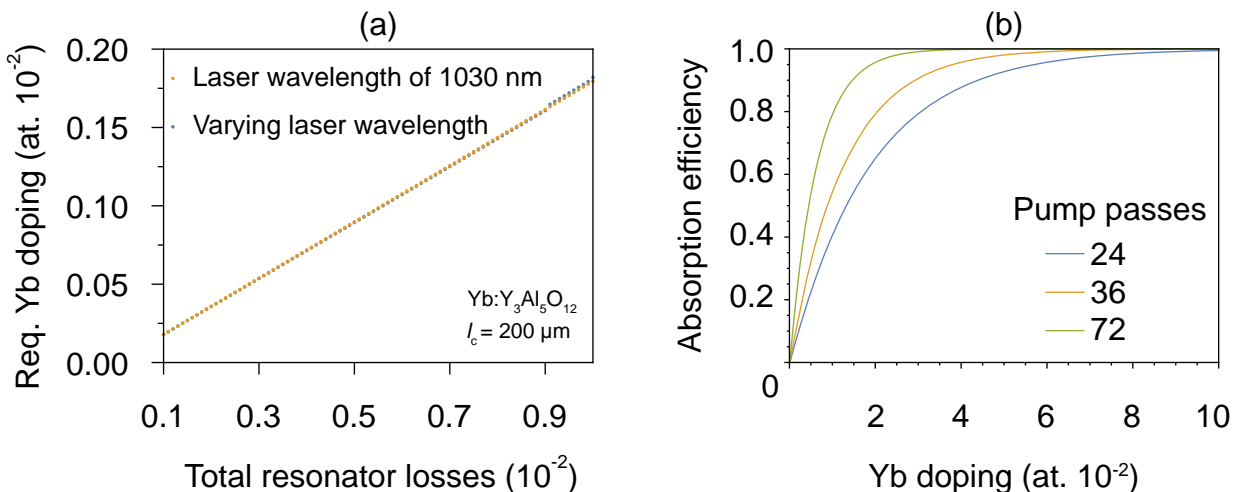 (a)
Req. Yb doping (at. 10⁻²)
0.20
0.15
0.10
0.05
0.00
Laser wavelength of 1030 nm
Varying laser wavelength
Yb:Y₃Al₅O₁₂
l_c = 200 µm
0.1 0.3 0.5 0.7 0.9
Total resonator losses (10⁻²)
(b)
Absorption efficiency
1.0
0.8
0.6
0.4
0.2
0
Pump passes
24
36
72
2 4 6 8 10
Yb doping (at. 10⁻²)